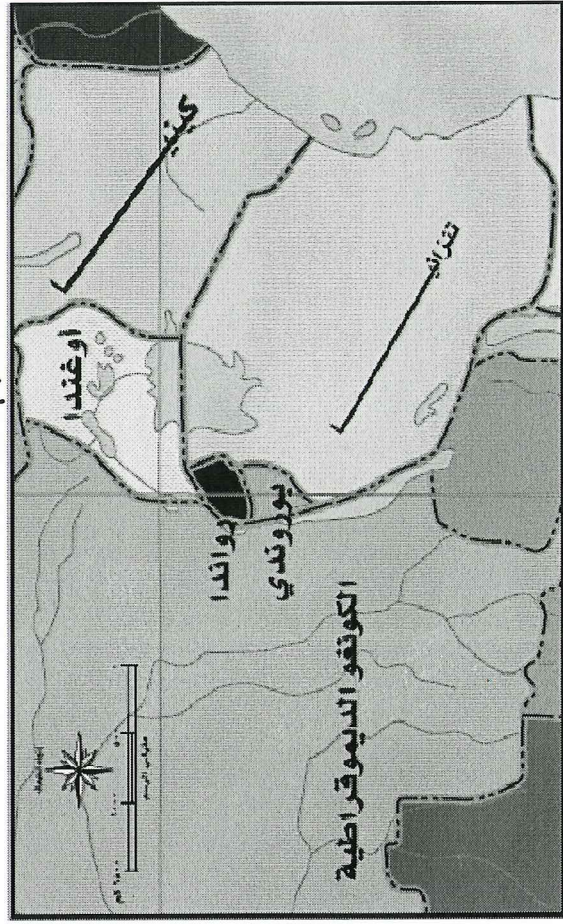 كينيا
اوغندا
تنزانيا
رواندا
بوروندي
الكونغو الديموقراطية